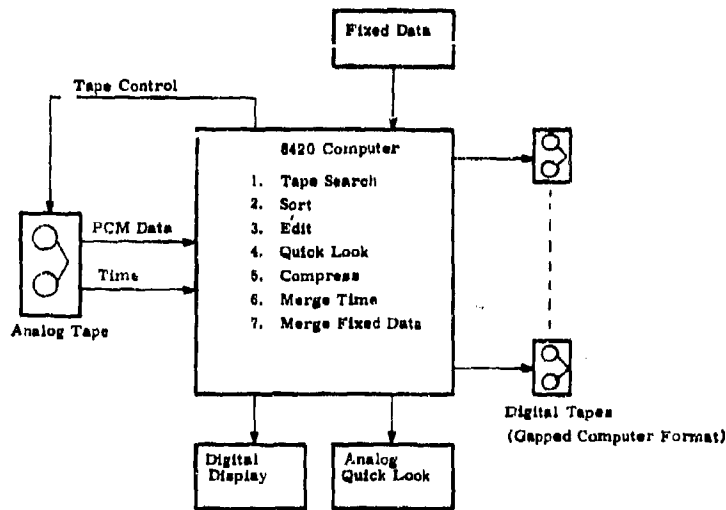 Fixed Data
Tape Control
8420 Computer
1. Tape Search
2. Sort
3. Edit
4. Quick Look
5. Compress
6. Merge Time
7. Merge Fixed Data
PCM Data
Time
Analog Tape
Digital Tapes
(Gapped Computer Format)
Digital
Display
Analog
Quick Look